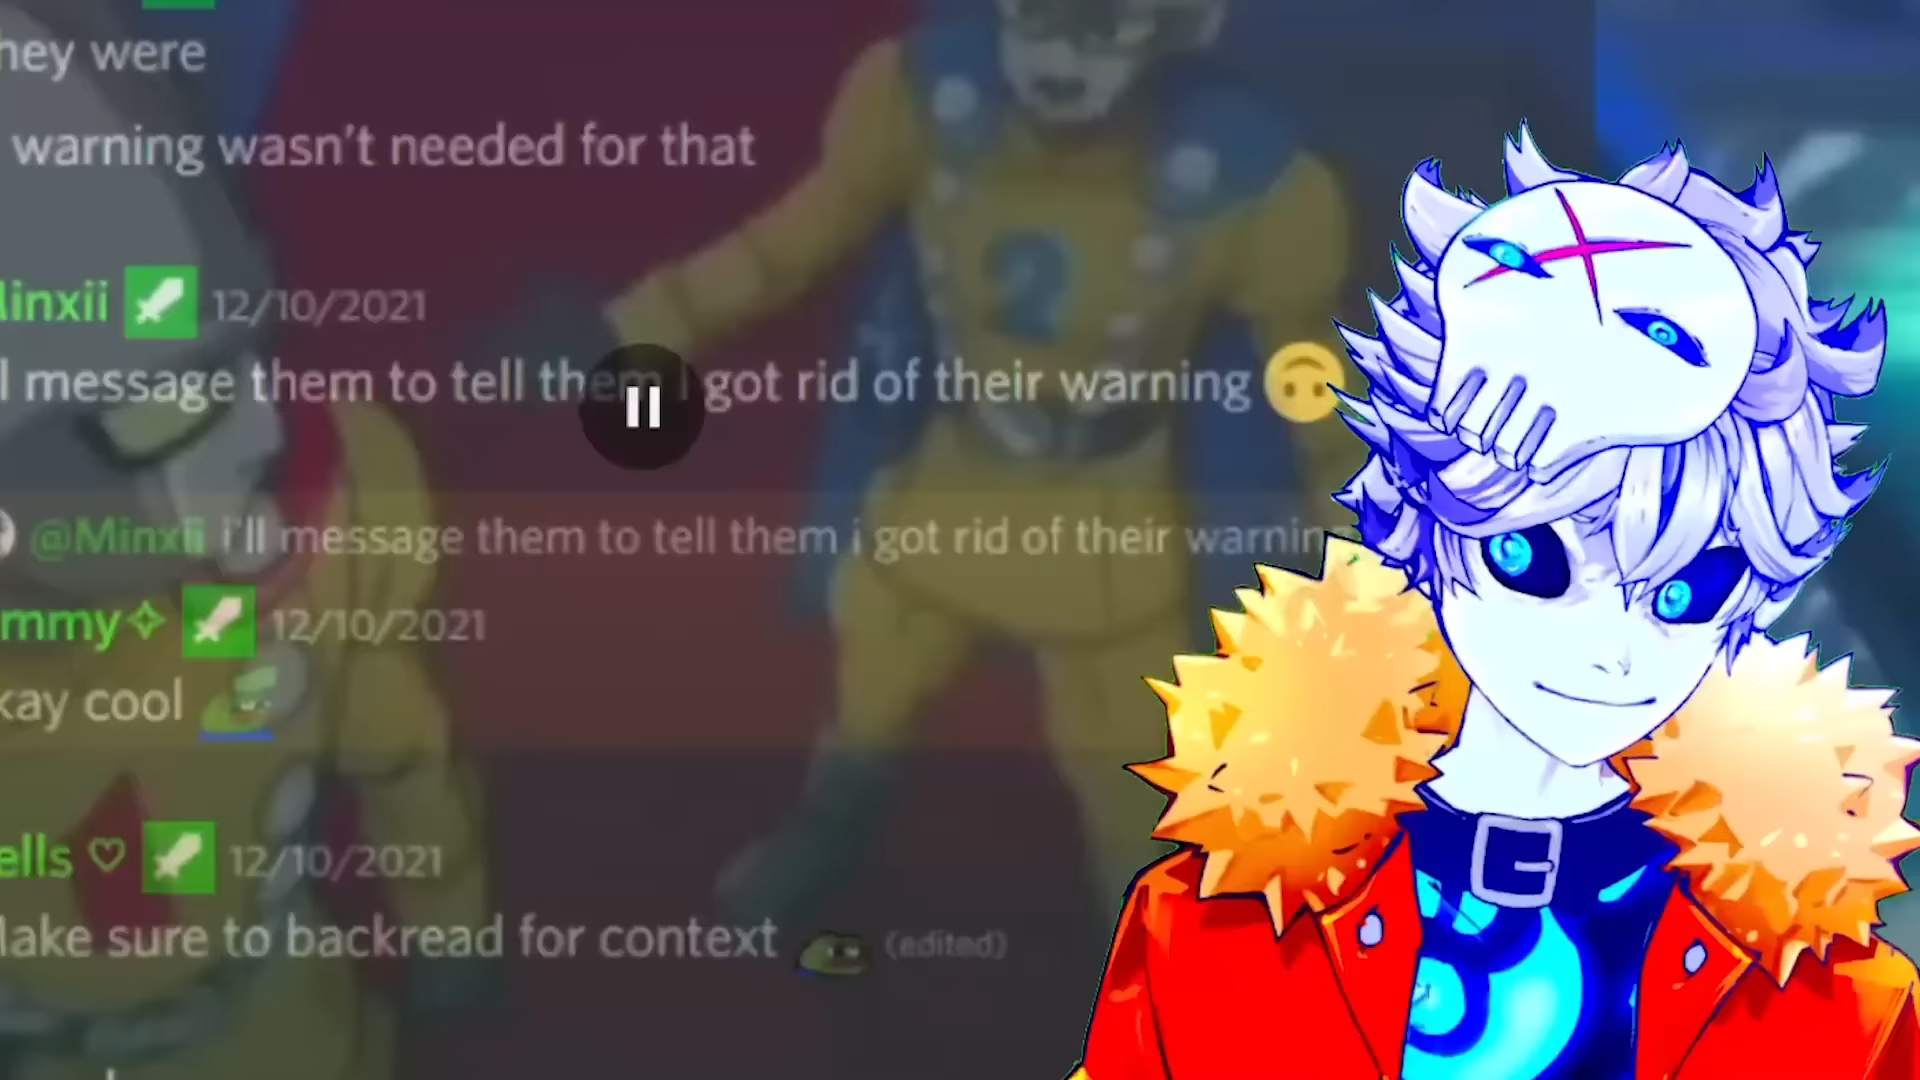 hey were
warning wasn't needed for that
inxii 12/10/2021
l message them to tell them i got rid of their warning
@Minxii i'll message them to tell them i got rid of their warnin
mmy 12/10/2021
kay cool
2
ells 12/10/2021
ake sure to backread for context (edited)